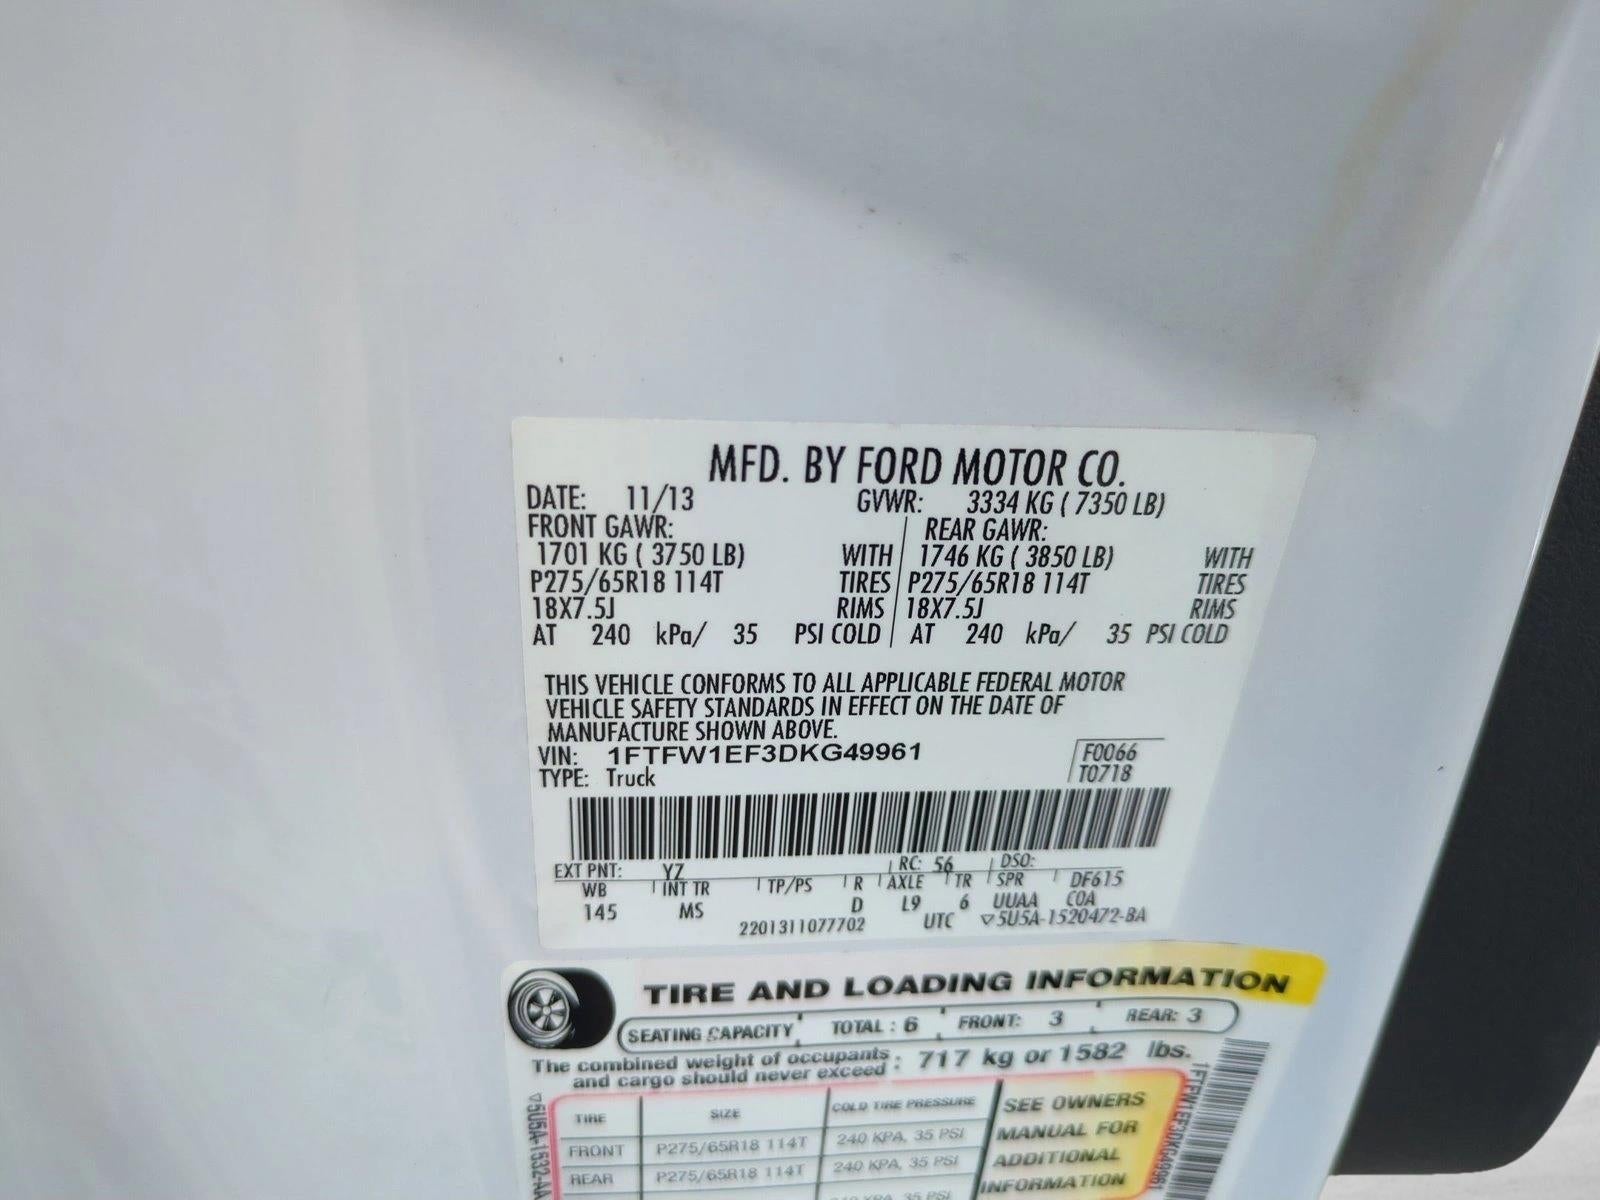 MFD. BY FORD MOTOR CO.
DATE: 11/13 GVWR: 3334 KG ( 7350 LB)
FRONT GAWR: REAR GAWR:
1701 KG ( 3750 LB) WITH 1746 KG ( 3850 LB) WITH
P275/65R18 114T TIRES P275/65R18 114T TIRES
18X7.5J RIMS 18X7.5J RIMS
AT 240 kPa/ 35 PSI COLD AT 240 kPa/ 35 PSI COLD
THIS VEHICLE CONFORMS TO ALL APPLICABLE FEDERAL MOTOR
VEHICLE SAFETY STANDARDS IN EFFECT ON THE DATE OF
MANUFACTURE SHOWN ABOVE.
VIN: 1FTFW1EF3DKG49961 F0066
TYPE: Truck T0718
EXT PNT: YZ RC: 56 DSO:
WB INT TR TP/PS R AXLE TR SPR DF615
145 MS D L9 6 UUAA COA
2201311077702 UTC ▽5U5A-1520472-BA
TIRE AND LOADING INFORMATION
SEATING CAPACITY TOTAL : 6 FRONT: 3 REAR: 3
The combined weight of occupants : 717 kg or 1582 lbs.
and cargo should never exceed
TIRE SIZE COLD TIRE PRESSURE SEE OWNERS
FRONT P275/65R18 114T 240 KPA, 35 PSI MANUAL FOR
REAR P275/65R18 114T 240 KPA, 35 PSI ADDITIONAL
240 KPA, 35 PSI INFORMATION
▽5U5A-1532-AA
1FTFW1EF3DKG49961